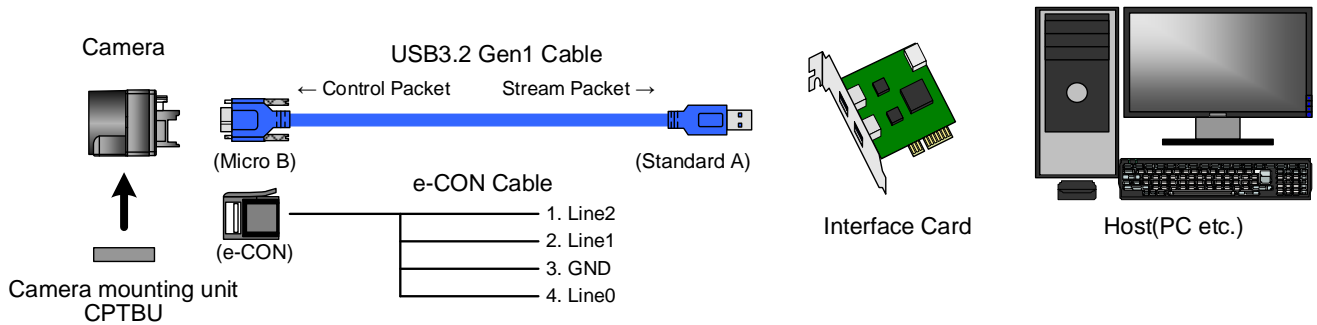 Camera
USB3.2 Gen1 Cable
← Control Packet
Stream Packet →
(Micro B)
(Standard A)
e-CON Cable
(e-CON)
1. Line2
2. Line1
3. GND
4. Line0
Camera mounting unit
CPTBU
Interface Card
Host(PC etc.)